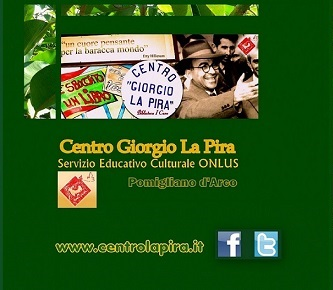 "un cuore pensante
per la baracca mondo"
Etty Hillesum
SBUCCIA
UN LIBRO
CENTRO
"GIORGIO
LA PIRA"
Centro Giorgio La Pira
Servizio Educativo Culturale ONLUS
Pomigliano d'Arco
www.centrolapira.it